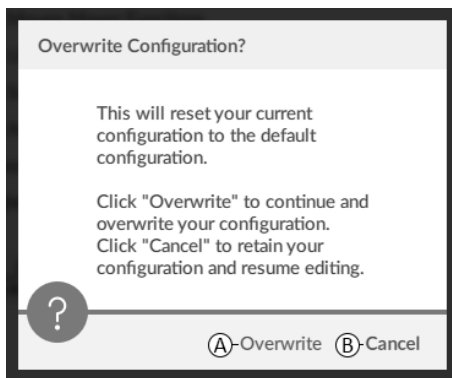 Overwrite Configuration?
This will reset your current
configuration to the default
configuration.
Click "Overwrite" to continue and
overwrite your configuration.
Click "Cancel" to retain your
configuration and resume editing.
?
Ⓐ-Overwrite Ⓑ-Cancel